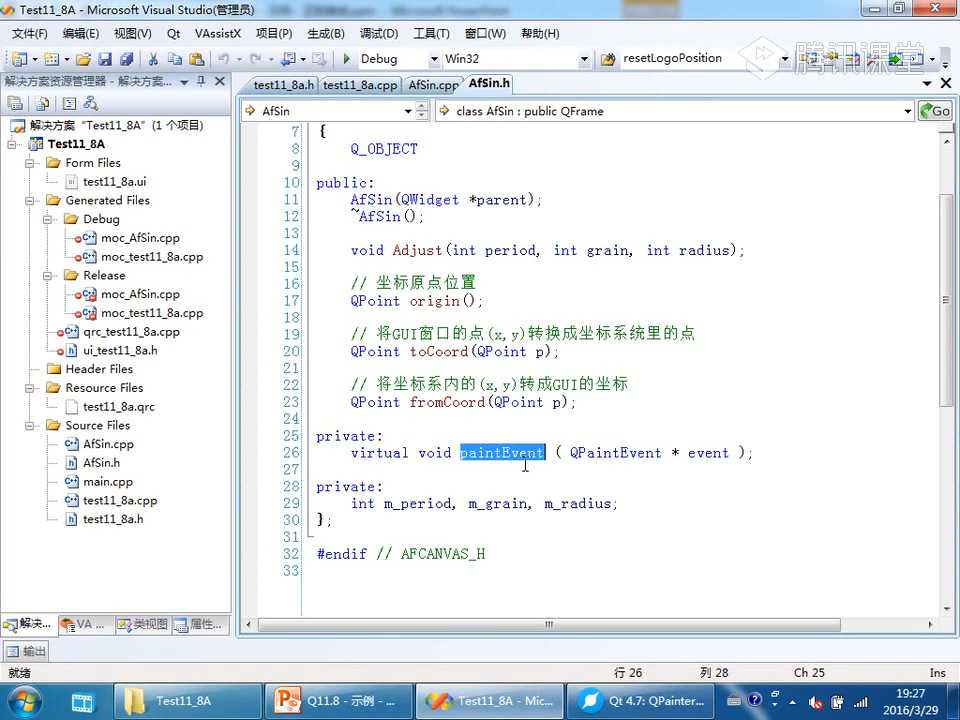 Test11_8A - Microsoft Visual Studio(管理员)
文件(F) 编辑(E) 视图(V) Qt VAssistX 项目(P) 生成(B) 调试(D) 工具(T) 窗口(W) 帮助(H)
Debug Win32 resetLogoPosition
腾讯课堂
解决方案资源管理器 - 解决方案...
test11_8a.h test11_8a.cpp AfSin.cpp AfSin.h
AfSin class AfSin : public QFrame Go
解决方案 "Test11_8A" (1 个项目)
Test11_8A
Form Files
test11_8a.ui
Generated Files
Debug
moc_AfSin.cpp
moc_test11_8a.cpp
Release
moc_AfSin.cpp
moc_test11_8a.cpp
qrc_test11_8a.cpp
ui_test11_8a.h
Header Files
Resource Files
test11_8a.qrc
Source Files
AfSin.cpp
AfSin.h
main.cpp
test11_8a.cpp
test11_8a.h
7 {
8 Q_OBJECT
9
10 public:
11 AfSin(QWidget *parent);
12 ~AfSin();
13
14 void Adjust(int period, int grain, int radius);
15
16 // 坐标原点位置
17 QPoint origin();
18
19 // 将GUI窗口的点(x,y)转换成坐标系统里的点
20 QPoint toCoord(QPoint p);
21
22 // 将坐标系内的(x,y)转成GUI的坐标
23 QPoint fromCoord(QPoint p);
24
25 private:
26 virtual void paintEvent ( QPaintEvent * event );
27
28 private:
29 int m_period, m_grain, m_radius;
30 };
31
32 #endif // AFCANVAS_H
33
解决... VA ... 类视图 属性...
输出
就绪 行 26 列 28 Ch 25 Ins
Test11_8A Q11.8 - 示例 - ... Test11_8A - Mic... Qt 4.7: QPainter...
19:27
2016/3/29